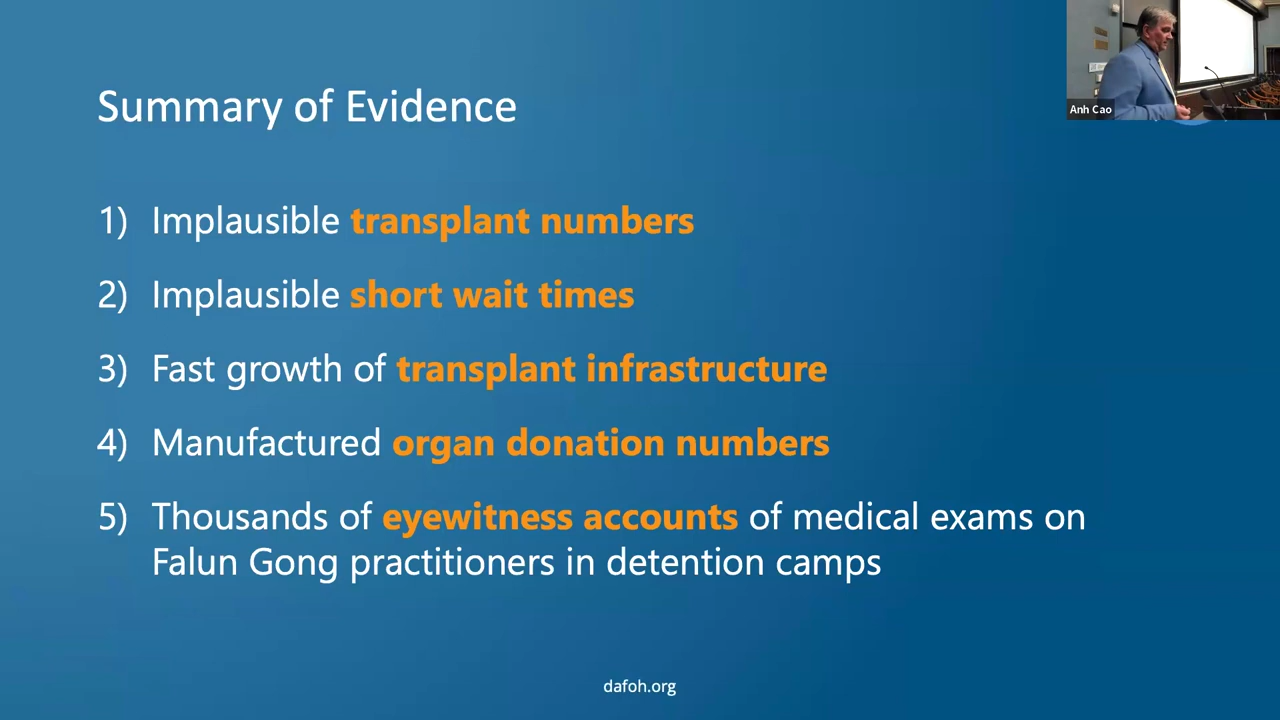 Anh Cao
Summary of Evidence
1) Implausible transplant numbers
2) Implausible short wait times
3) Fast growth of transplant infrastructure
4) Manufactured organ donation numbers
5) Thousands of eyewitness accounts of medical exams on
Falun Gong practitioners in detention camps
dafoh.org